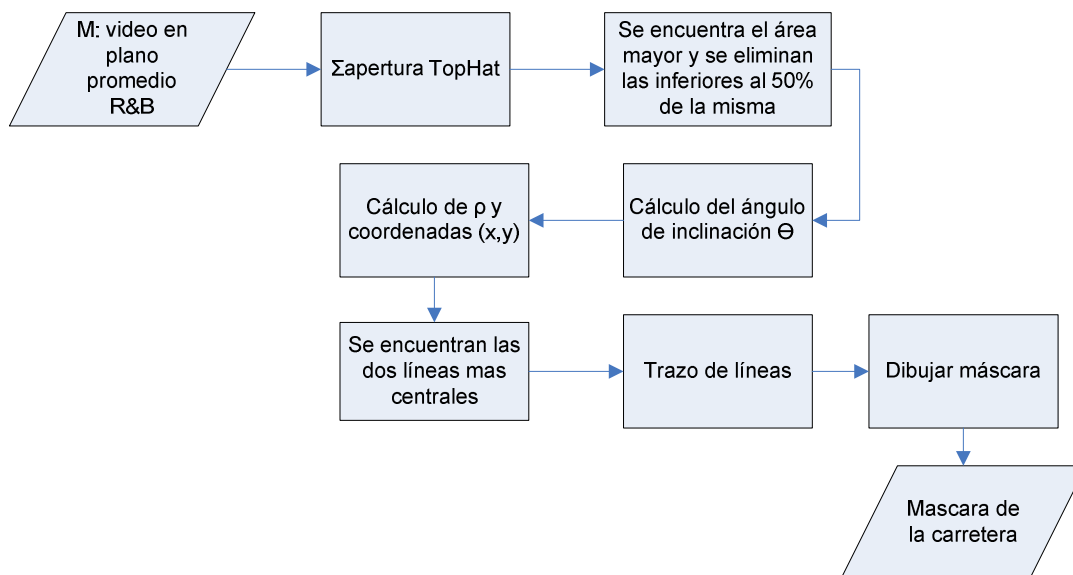 M: video en
plano
promedio
R&B
Σapertura TopHat
Se encuentra el área
mayor y se eliminan
las inferiores al 50%
de la misma
Cálculo de ρ y
coordenadas (x,y)
Cálculo del ángulo
de inclinación Ө
Se encuentran las
dos líneas mas
centrales
Trazo de líneas
Dibujar máscara
Mascara de
la carretera